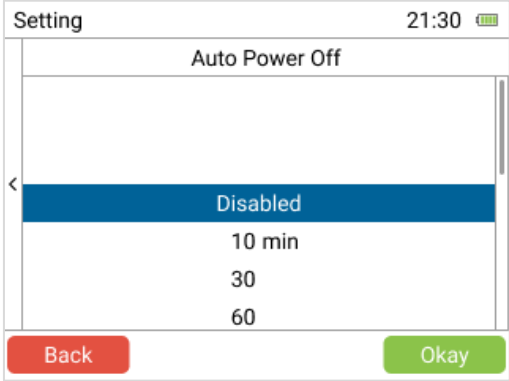 Setting 21:30
Auto Power Off
<
Disabled
10 min
30
60
Back Okay